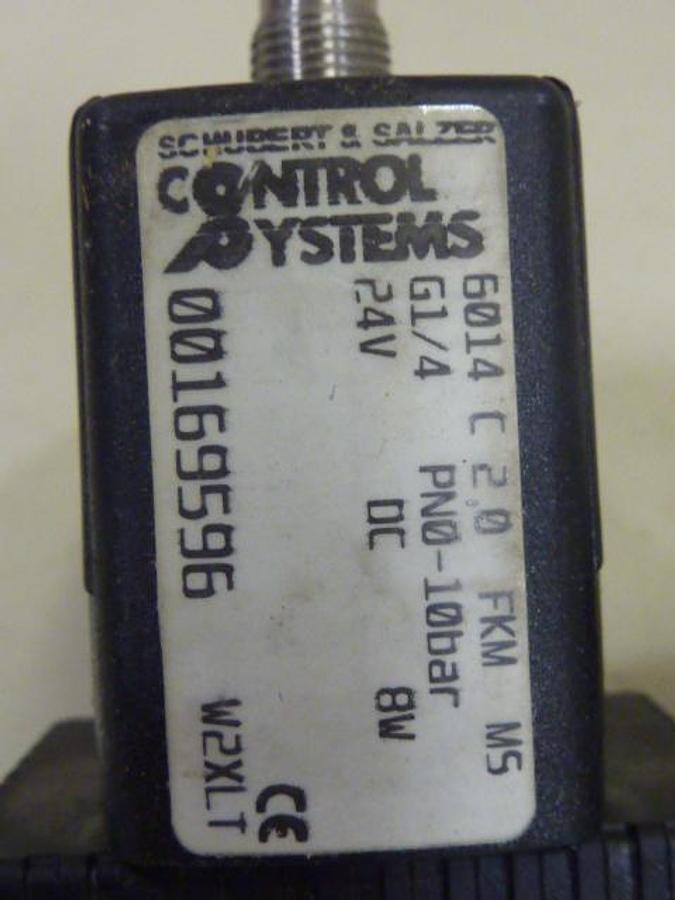 SCHUBERT & SALZER
CONTROL
SYSTEMS
6014 C 2,0 FKM MS
G1/4 PN0-10bar
24V DC 8W
00169596 W2XLT
CE